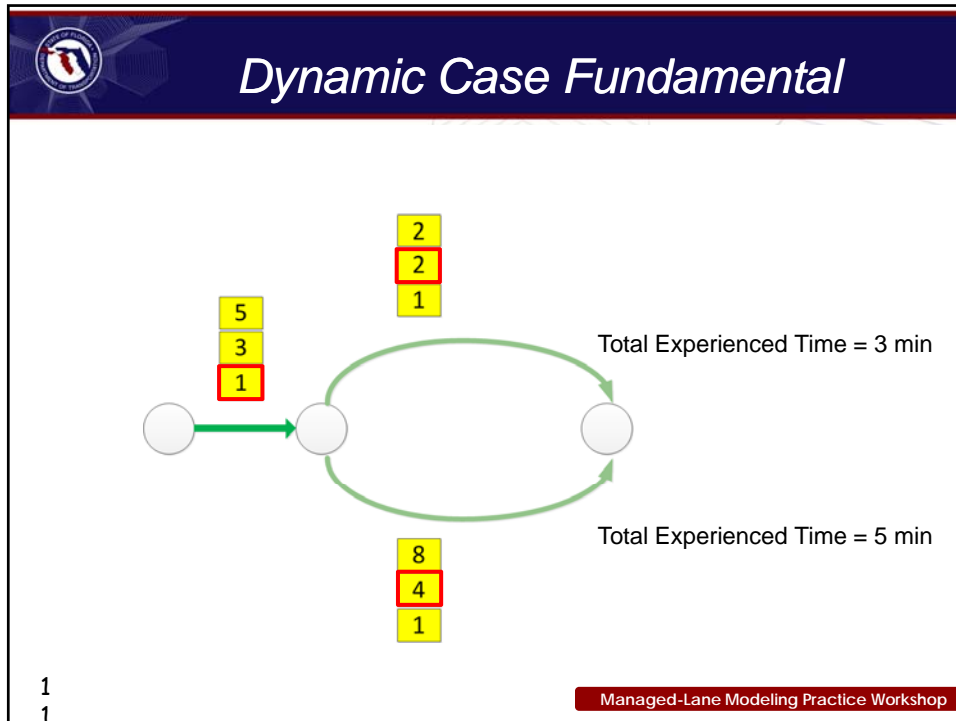 Dynamic Case Fundamental
2
2
1
5
3
1
Total Experienced Time = 3 min
Total Experienced Time = 5 min
8
4
1
1
1
Managed-Lane Modeling Practice Workshop